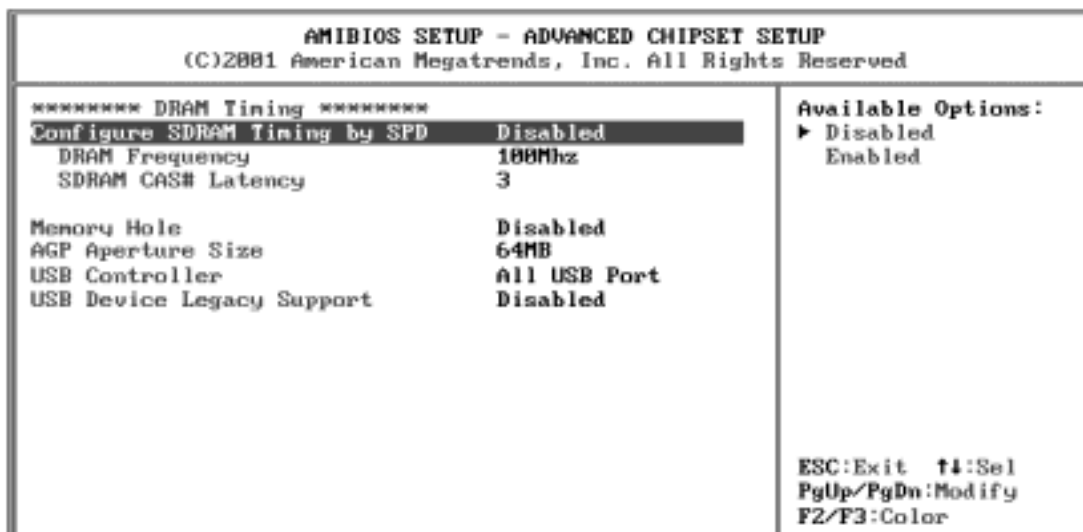 AMIBIOS SETUP - ADVANCED CHIPSET SETUP
(C)2001 American Megatrends, Inc. All Rights Reserved
******** DRAM Timing ********
Configure SDRAM Timing by SPD Disabled
DRAM Frequency 100Mhz
SDRAM CAS# Latency 3
Memory Hole Disabled
AGP Aperture Size 64MB
USB Controller All USB Port
USB Device Legacy Support Disabled
Available Options:
▶ Disabled
Enabled
ESC:Exit ↑↓:Sel
PgUp/PgDn:Modify
F2/F3:Color